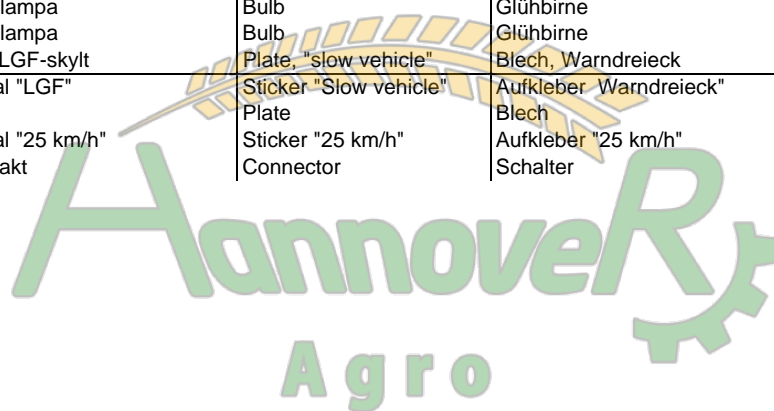 lampa Bulb Glühbirne
lampa Bulb Glühbirne
LGF-skylt Plate, "slow vehicle" Blech, Warndreieck
al "LGF" Sticker "Slow vehicle" Aufkleber Warndreieck"
Plate Blech
al "25 km/h" Sticker "25 km/h" Aufkleber "25 km/h"
akt Connector Schalter
HannoveR
Agro